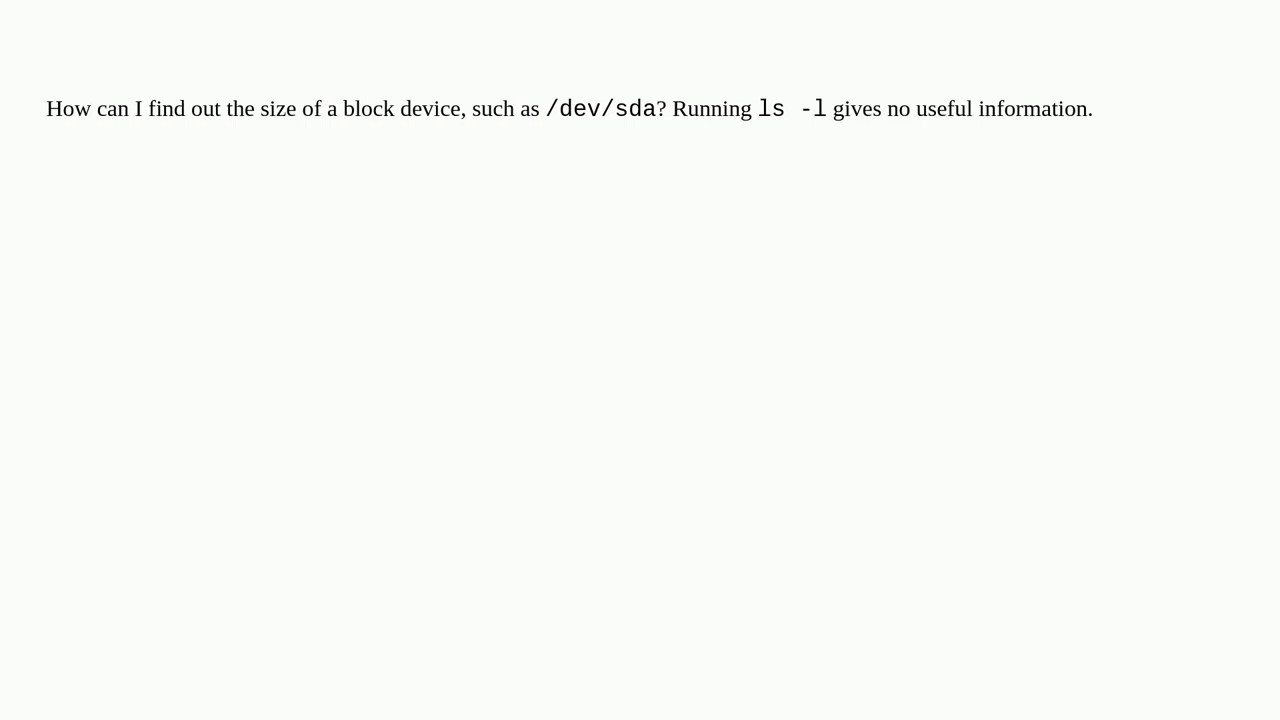 How can I find out the size of a block device, such as /dev/sda? Running ls -l gives no useful information.